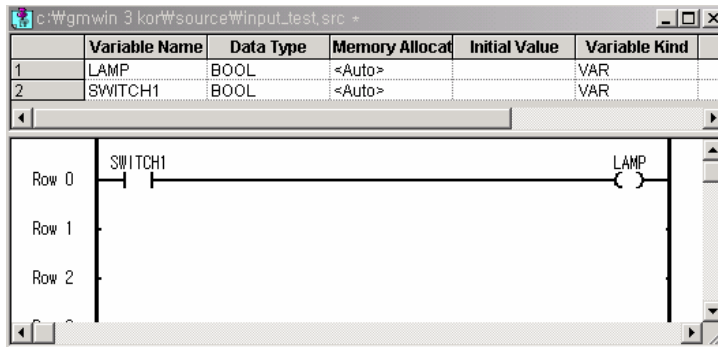 c:₩gmwin 3 kor₩source₩input_test.src *
Variable Name Data Type Memory Allocat Initial Value Variable Kind
1 LAMP BOOL <Auto> VAR
2 SWITCH1 BOOL <Auto> VAR
SWITCH1 LAMP
Row 0
Row 1
Row 2